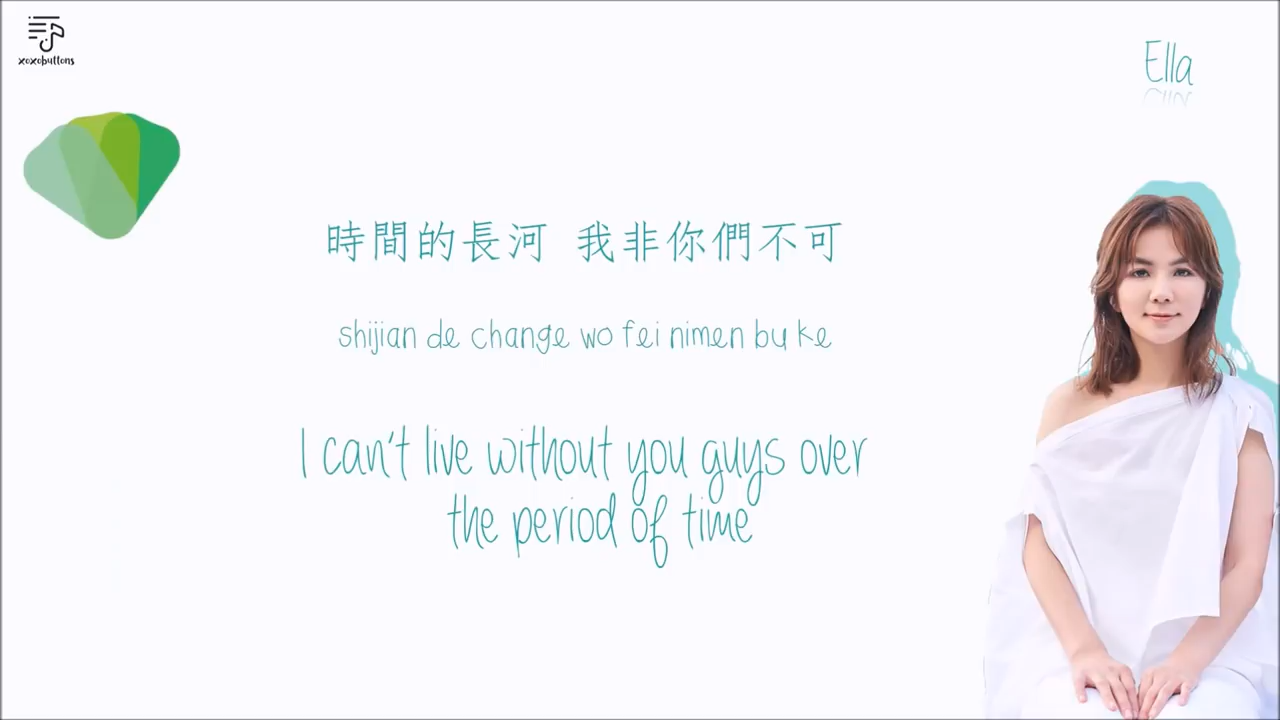 xoxobuttons
Ella
時間的長河 我非你們不可
shijian de change wo fei nimen bu ke
I can't live without you guys over
the period of time